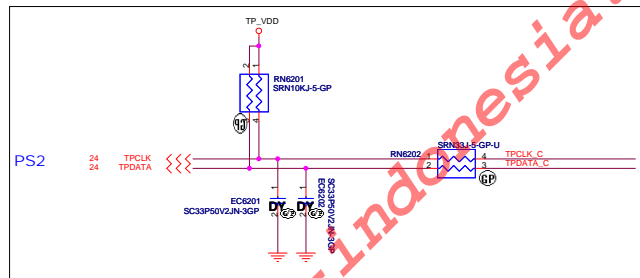 TP_VDD
2
1
RN6201
SRN10KJ-5-GP
3
4
GP
PS2
24
TPCLK
24
TPDATA
RN6202
SRN33J-5-GP-U
1
4
TPCLK_C
2
3
TPDATA_C
GP
EC6201
SC33P50V2JN-3GP
1
DY
2
EC6202
SC33P50V2JN-3GP
1
DY
2
indonesia